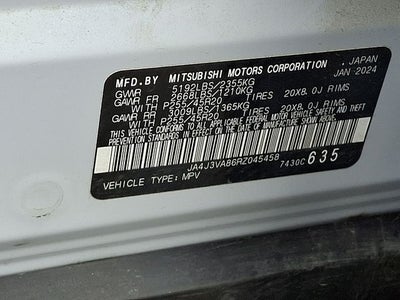 MFD.BY MITSUBISHI MOTORS CORPORATION , JAPAN
GVWR 5192LBS/2355KG JAN 2024
GAWR FR 2668LBS/1210KG
WITH P255/45R20 TIRES 20X8.0J RIMS
GAWR RR 3009LBS/1365KG
WITH P255/45R20 TIRES 20X8.0J RIMS
THIS VEHICLE CONFORMS TO ALL APPLICABLE
FEDERAL MOTOR VEHICLE SAFETY AND THEFT
PREVENTION STANDARDS IN EFFECT ON THE DATE OF
MANUFACTURE SHOWN ABOVE.
JA4J3VA86RZ045458 7430C 635
VEHICLE TYPE: MPV